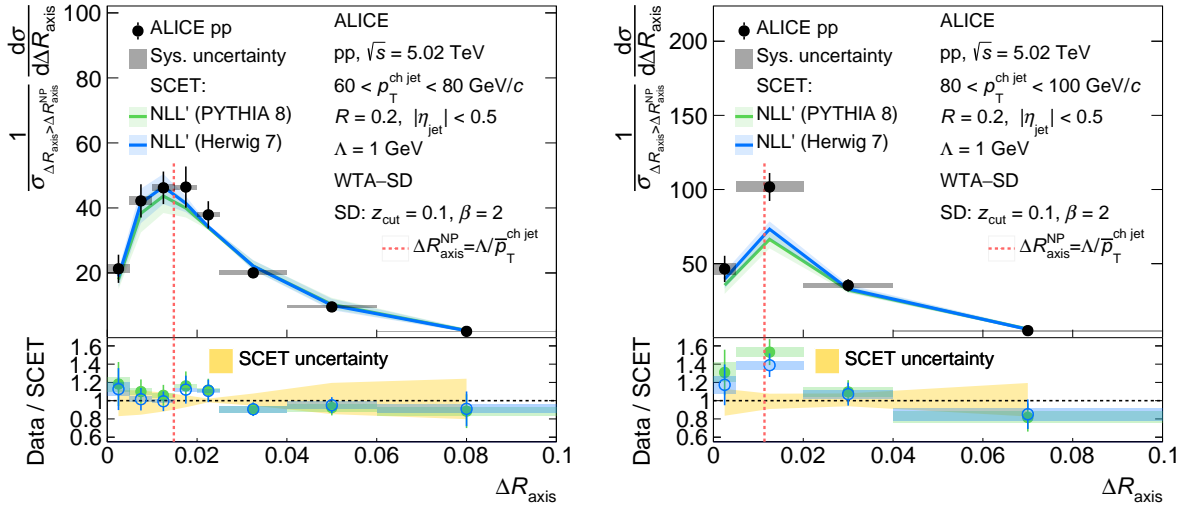 1 dσ
σ_{ΔR_axis>ΔR_axis^NP} dΔR_axis
100
80
60
40
20
ALICE pp
Sys. uncertainty
SCET:
NLL' (PYTHIA 8)
NLL' (Herwig 7)
ALICE
pp, √s = 5.02 TeV
60 < p_T^{ch jet} < 80 GeV/c
R = 0.2, |η_jet| < 0.5
Λ = 1 GeV
WTA–SD
SD: z_cut = 0.1, β = 2
ΔR_axis^NP=Λ/p̅_T^{ch jet}
Data / SCET
1.6
1.4
1.2
1
0.8
0.6
SCET uncertainty
0 0.02 0.04 0.06 0.08 0.1
ΔR_axis
1 dσ
σ_{ΔR_axis>ΔR_axis^NP} dΔR_axis
200
150
100
50
ALICE pp
Sys. uncertainty
SCET:
NLL' (PYTHIA 8)
NLL' (Herwig 7)
ALICE
pp, √s = 5.02 TeV
80 < p_T^{ch jet} < 100 GeV/c
R = 0.2, |η_jet| < 0.5
Λ = 1 GeV
WTA–SD
SD: z_cut = 0.1, β = 2
ΔR_axis^NP=Λ/p̅_T^{ch jet}
Data / SCET
1.6
1.4
1.2
1
0.8
0.6
SCET uncertainty
0 0.02 0.04 0.06 0.08 0.1
ΔR_axis